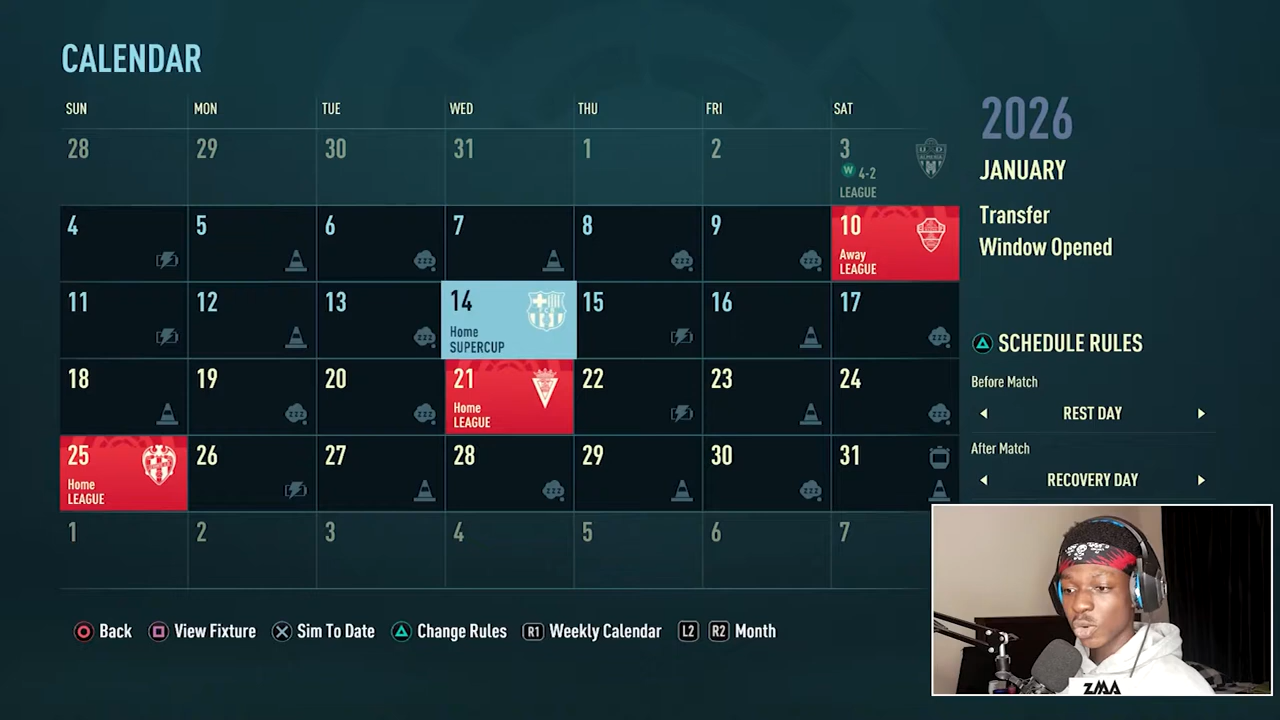 CALENDAR
SUN MON TUE WED THU FRI SAT
28 29 30 31 1 2 3
W 4-2
LEAGUE
4 5 6 7 8 9 10
Away
LEAGUE
11 12 13 14 15 16 17
Home
SUPERCUP
18 19 20 21 22 23 24
Home
LEAGUE
25 26 27 28 29 30 31
Home
LEAGUE
1 2 3 4 5 6 7
2026
JANUARY
Transfer
Window Opened
SCHEDULE RULES
Before Match
REST DAY
After Match
RECOVERY DAY
Back View Fixture Sim To Date Change Rules R1 Weekly Calendar L2 R2 Month
ZMA